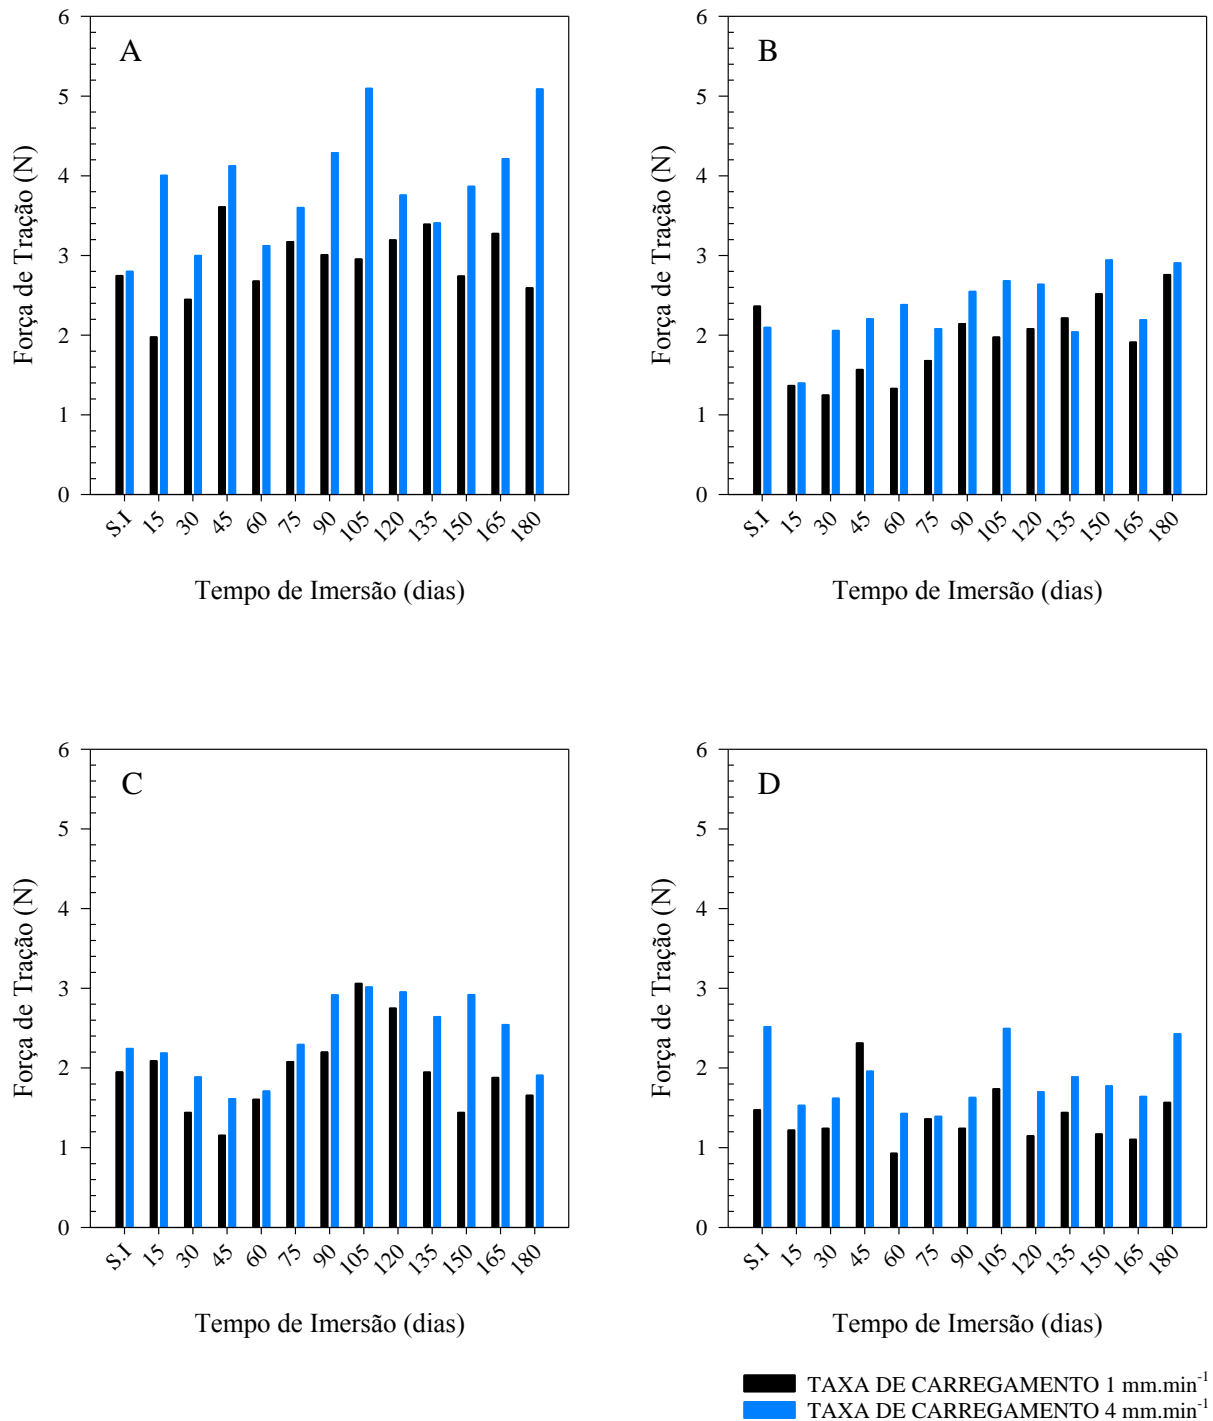 A
6
5
4
3
2
1
0
Força de Tração (N)
S.I 15 30 45 60 75 90 105 120 135 150 165 180
Tempo de Imersão (dias)
B
6
5
4
3
2
1
0
Força de Tração (N)
S.I 15 30 45 60 75 90 105 120 135 150 165 180
Tempo de Imersão (dias)
C
6
5
4
3
2
1
0
Força de Tração (N)
S.I 15 30 45 60 75 90 105 120 135 150 165 180
Tempo de Imersão (dias)
D
6
5
4
3
2
1
0
Força de Tração (N)
S.I 15 30 45 60 75 90 105 120 135 150 165 180
Tempo de Imersão (dias)
TAXA DE CARREGAMENTO 1 mm.min⁻¹
TAXA DE CARREGAMENTO 4 mm.min⁻¹